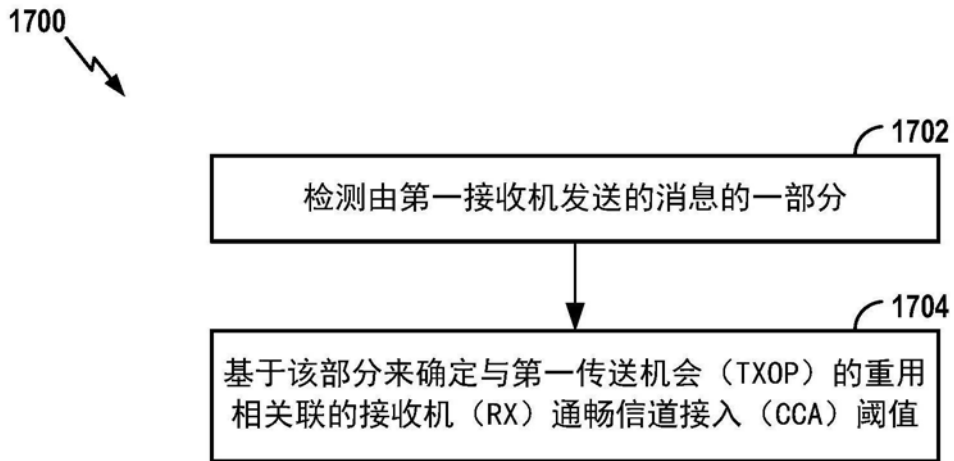 1700
1702
检测由第一接收机发送的消息的一部分
1704
基于该部分来确定与第一传送机会（TXOP）的重用
相关联的接收机（RX）通畅信道接入（CCA）阈值